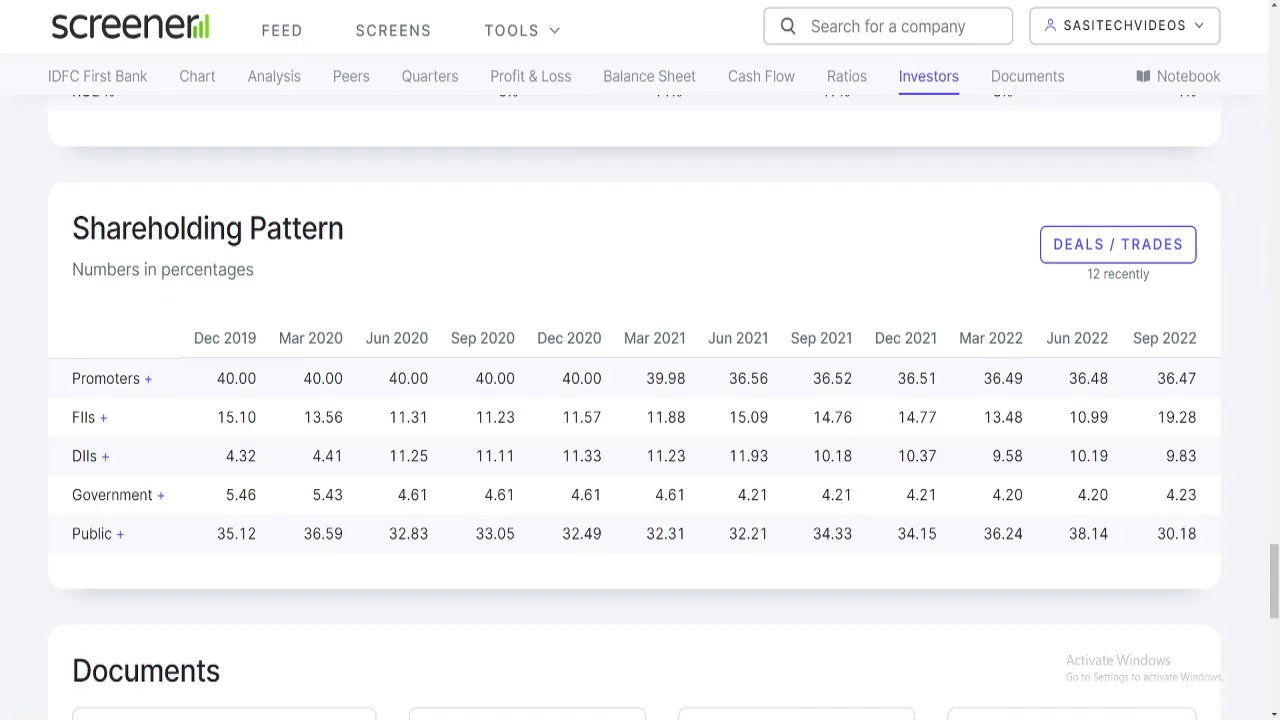 screener
FEED SCREENS TOOLS Search for a company SASITECHVIDEOS
IDFC First Bank Chart Analysis Peers Quarters Profit & Loss Balance Sheet Cash Flow Ratios Investors Documents Notebook
Shareholding Pattern
DEALS / TRADES
Numbers in percentages
12 recently
Dec 2019 Mar 2020 Jun 2020 Sep 2020 Dec 2020 Mar 2021 Jun 2021 Sep 2021 Dec 2021 Mar 2022 Jun 2022 Sep 2022
Promoters + 40.00 40.00 40.00 40.00 40.00 39.98 36.56 36.52 36.51 36.49 36.48 36.47
FIIs + 15.10 13.56 11.31 11.23 11.57 11.88 15.09 14.76 14.77 13.48 10.99 19.28
DIIs + 4.32 4.41 11.25 11.11 11.33 11.23 11.93 10.18 10.37 9.58 10.19 9.83
Government + 5.46 5.43 4.61 4.61 4.61 4.61 4.21 4.21 4.21 4.20 4.20 4.23
Public + 35.12 36.59 32.83 33.05 32.49 32.31 32.21 34.33 34.15 36.24 38.14 30.18
Documents
Activate Windows
Go to Settings to activate Windows.